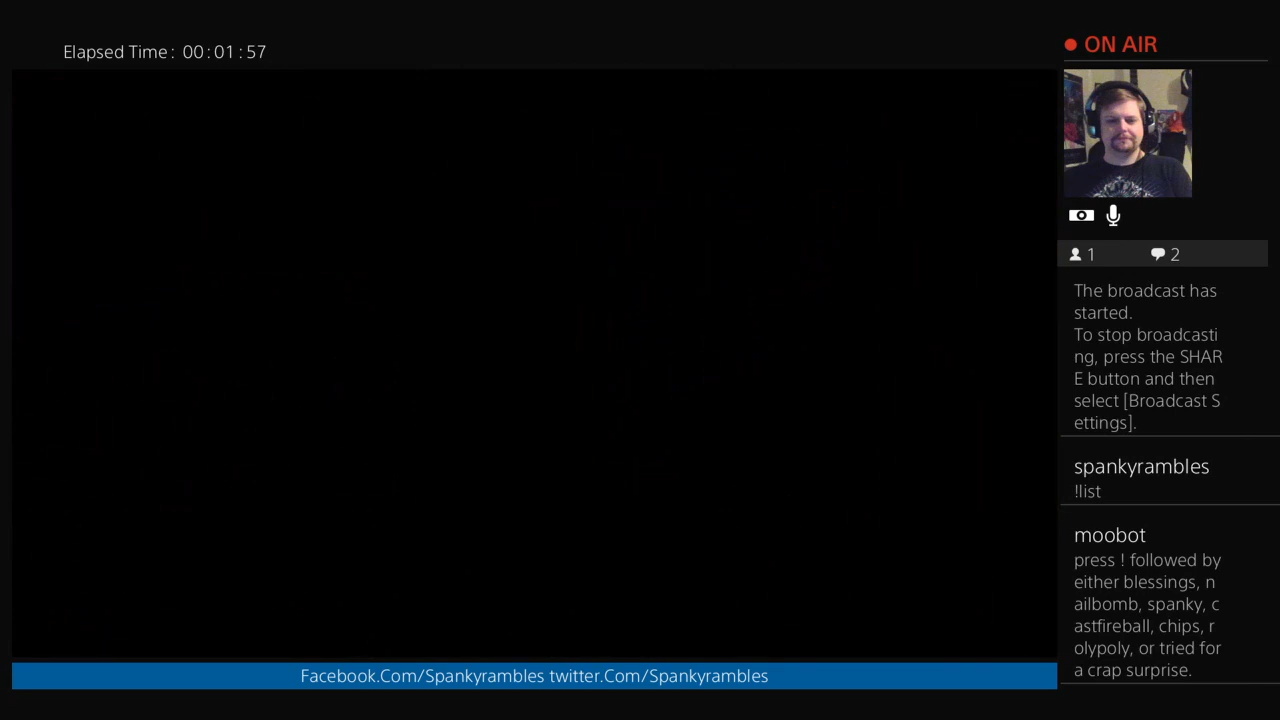 Elapsed Time: 00:01:57
ON AIR
1 2
The broadcast has
started.
To stop broadcasti
ng, press the SHAR
E button and then
select [Broadcast S
ettings].
spankyrambles
!list
moobot
press ! followed by
either blessings, n
ailbomb, spanky, c
astfireball, chips, r
olypoly, or tried for
a crap surprise.
Facebook.Com/Spankyrambles twitter.Com/Spankyrambles